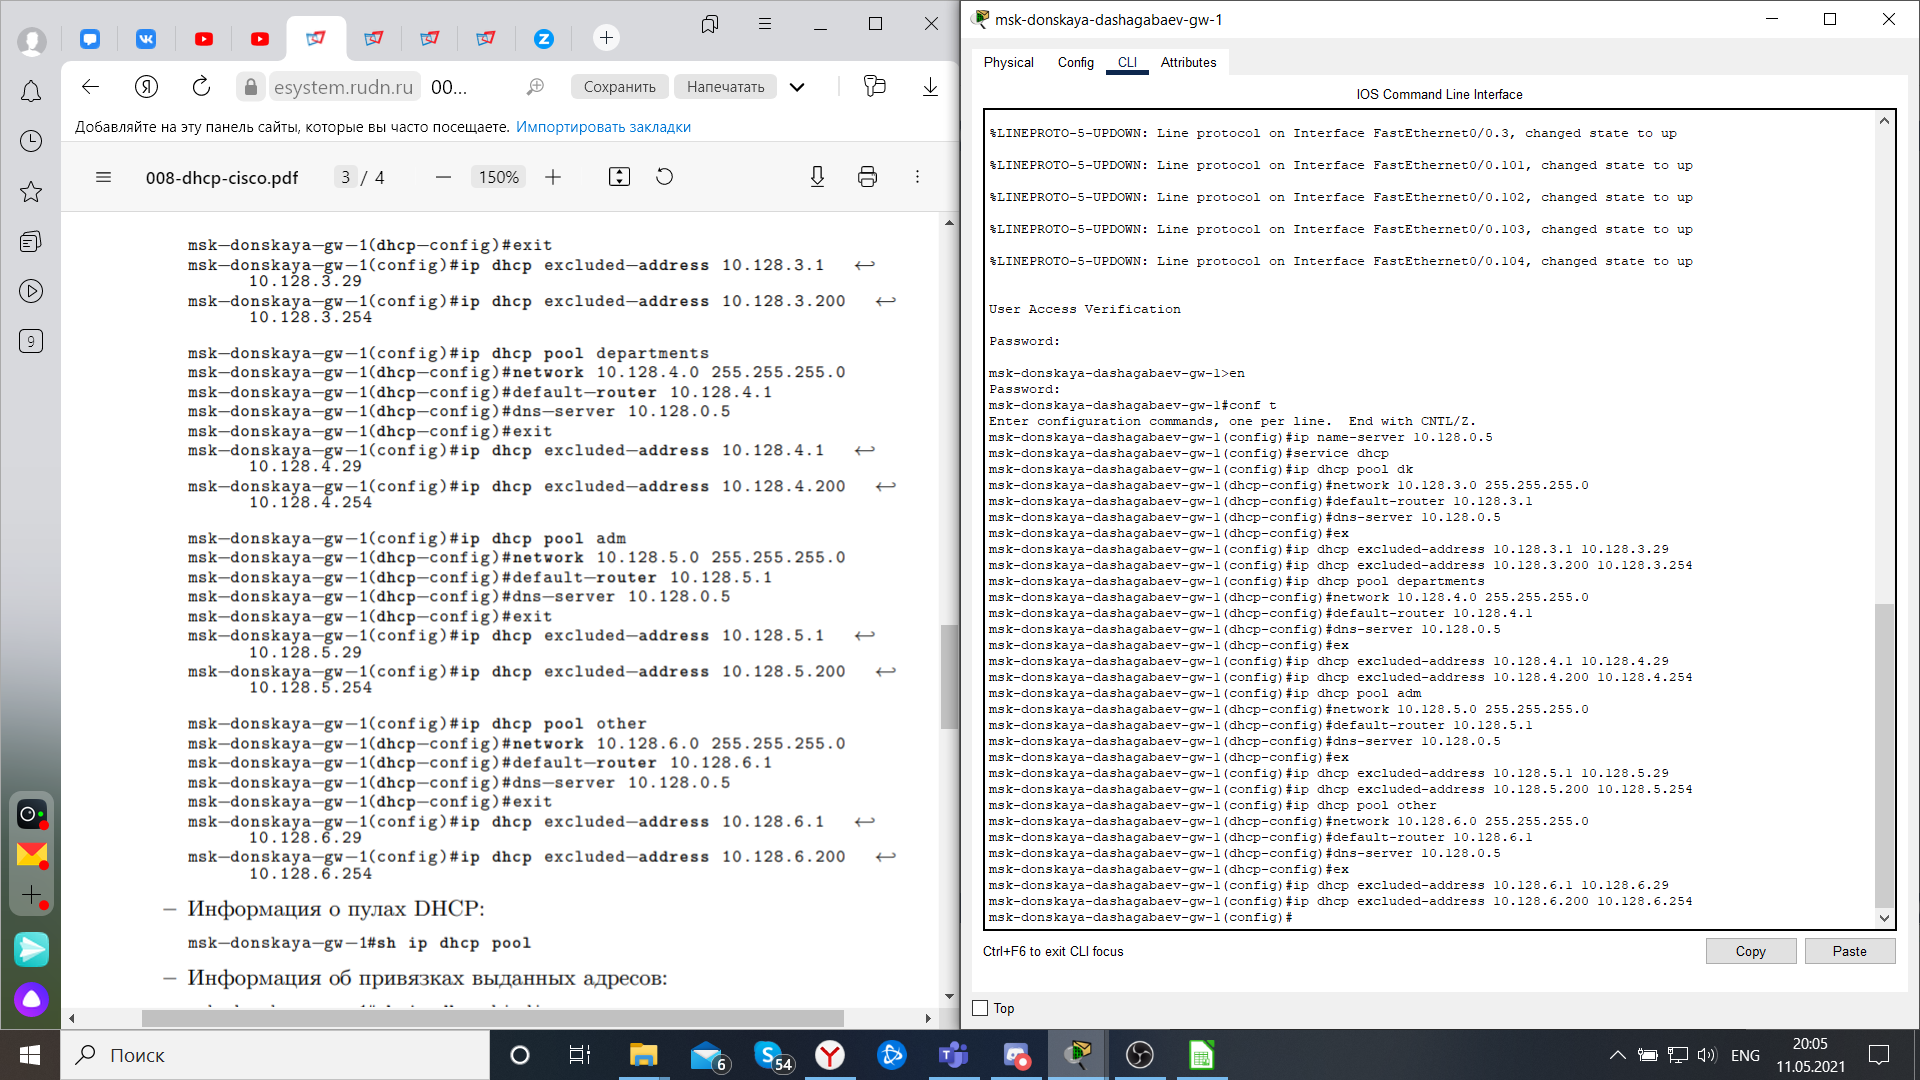 esystem.rudn.ru
00...
Сохранить
Напечатать
Добавляйте на эту панель сайты, которые вы часто посещаете. Импортировать закладки
008-dhcp-cisco.pdf
3 / 4
150%
9
msk—donskaya—gw—1(dhcp—config)#exit
msk—donskaya—gw—1(config)#ip dhcp excluded—address 10.128.3.1 ↩
10.128.3.29
msk—donskaya—gw—1(config)#ip dhcp excluded—address 10.128.3.200 ↩
10.128.3.254
msk—donskaya—gw—1(config)#ip dhcp pool departments
msk—donskaya—gw—1(dhcp—config)#network 10.128.4.0 255.255.255.0
msk—donskaya—gw—1(dhcp—config)#default—router 10.128.4.1
msk—donskaya—gw—1(dhcp—config)#dns—server 10.128.0.5
msk—donskaya—gw—1(dhcp—config)#exit
msk—donskaya—gw—1(config)#ip dhcp excluded—address 10.128.4.1 ↩
10.128.4.29
msk—donskaya—gw—1(config)#ip dhcp excluded—address 10.128.4.200 ↩
10.128.4.254
msk—donskaya—gw—1(config)#ip dhcp pool adm
msk—donskaya—gw—1(dhcp—config)#network 10.128.5.0 255.255.255.0
msk—donskaya—gw—1(dhcp—config)#default—router 10.128.5.1
msk—donskaya—gw—1(dhcp—config)#dns—server 10.128.0.5
msk—donskaya—gw—1(dhcp—config)#exit
msk—donskaya—gw—1(config)#ip dhcp excluded—address 10.128.5.1 ↩
10.128.5.29
msk—donskaya—gw—1(config)#ip dhcp excluded—address 10.128.5.200 ↩
10.128.5.254
msk—donskaya—gw—1(config)#ip dhcp pool other
msk—donskaya—gw—1(dhcp—config)#network 10.128.6.0 255.255.255.0
msk—donskaya—gw—1(dhcp—config)#default—router 10.128.6.1
msk—donskaya—gw—1(dhcp—config)#dns—server 10.128.0.5
msk—donskaya—gw—1(dhcp—config)#exit
msk—donskaya—gw—1(config)#ip dhcp excluded—address 10.128.6.1 ↩
10.128.6.29
msk—donskaya—gw—1(config)#ip dhcp excluded—address 10.128.6.200 ↩
10.128.6.254
— Информация о пулах DHCP:
msk—donskaya—gw—1#sh ip dhcp pool
— Информация об привязках выданных адресов:
msk-donskaya-dashagabaev-gw-1
Physical Config CLI Attributes
IOS Command Line Interface
%LINEPROTO-5-UPDOWN: Line protocol on Interface FastEthernet0/0.3, changed state to up
%LINEPROTO-5-UPDOWN: Line protocol on Interface FastEthernet0/0.101, changed state to up
%LINEPROTO-5-UPDOWN: Line protocol on Interface FastEthernet0/0.102, changed state to up
%LINEPROTO-5-UPDOWN: Line protocol on Interface FastEthernet0/0.103, changed state to up
%LINEPROTO-5-UPDOWN: Line protocol on Interface FastEthernet0/0.104, changed state to up
User Access Verification
Password:
msk-donskaya-dashagabaev-gw-1>en
Password:
msk-donskaya-dashagabaev-gw-1#conf t
Enter configuration commands, one per line.  End with CNTL/Z.
msk-donskaya-dashagabaev-gw-1(config)#ip name-server 10.128.0.5
msk-donskaya-dashagabaev-gw-1(config)#service dhcp
msk-donskaya-dashagabaev-gw-1(config)#ip dhcp pool dk
msk-donskaya-dashagabaev-gw-1(dhcp-config)#network 10.128.3.0 255.255.255.0
msk-donskaya-dashagabaev-gw-1(dhcp-config)#default-router 10.128.3.1
msk-donskaya-dashagabaev-gw-1(dhcp-config)#dns-server 10.128.0.5
msk-donskaya-dashagabaev-gw-1(dhcp-config)#ex
msk-donskaya-dashagabaev-gw-1(config)#ip dhcp excluded-address 10.128.3.1 10.128.3.29
msk-donskaya-dashagabaev-gw-1(config)#ip dhcp excluded-address 10.128.3.200 10.128.3.254
msk-donskaya-dashagabaev-gw-1(config)#ip dhcp pool departments
msk-donskaya-dashagabaev-gw-1(dhcp-config)#network 10.128.4.0 255.255.255.0
msk-donskaya-dashagabaev-gw-1(dhcp-config)#default-router 10.128.4.1
msk-donskaya-dashagabaev-gw-1(dhcp-config)#dns-server 10.128.0.5
msk-donskaya-dashagabaev-gw-1(dhcp-config)#ex
msk-donskaya-dashagabaev-gw-1(config)#ip dhcp excluded-address 10.128.4.1 10.128.4.29
msk-donskaya-dashagabaev-gw-1(config)#ip dhcp excluded-address 10.128.4.200 10.128.4.254
msk-donskaya-dashagabaev-gw-1(config)#ip dhcp pool adm
msk-donskaya-dashagabaev-gw-1(dhcp-config)#network 10.128.5.0 255.255.255.0
msk-donskaya-dashagabaev-gw-1(dhcp-config)#default-router 10.128.5.1
msk-donskaya-dashagabaev-gw-1(dhcp-config)#dns-server 10.128.0.5
msk-donskaya-dashagabaev-gw-1(dhcp-config)#ex
msk-donskaya-dashagabaev-gw-1(config)#ip dhcp excluded-address 10.128.5.1 10.128.5.29
msk-donskaya-dashagabaev-gw-1(config)#ip dhcp excluded-address 10.128.5.200 10.128.5.254
msk-donskaya-dashagabaev-gw-1(config)#ip dhcp pool other
msk-donskaya-dashagabaev-gw-1(dhcp-config)#network 10.128.6.0 255.255.255.0
msk-donskaya-dashagabaev-gw-1(dhcp-config)#default-router 10.128.6.1
msk-donskaya-dashagabaev-gw-1(dhcp-config)#dns-server 10.128.0.5
msk-donskaya-dashagabaev-gw-1(dhcp-config)#ex
msk-donskaya-dashagabaev-gw-1(config)#ip dhcp excluded-address 10.128.6.1 10.128.6.29
msk-donskaya-dashagabaev-gw-1(config)#ip dhcp excluded-address 10.128.6.200 10.128.6.254
msk-donskaya-dashagabaev-gw-1(config)#
Ctrl+F6 to exit CLI focus
Copy
Paste
Top
Поиск
6
54
ENG
20:05
11.05.2021